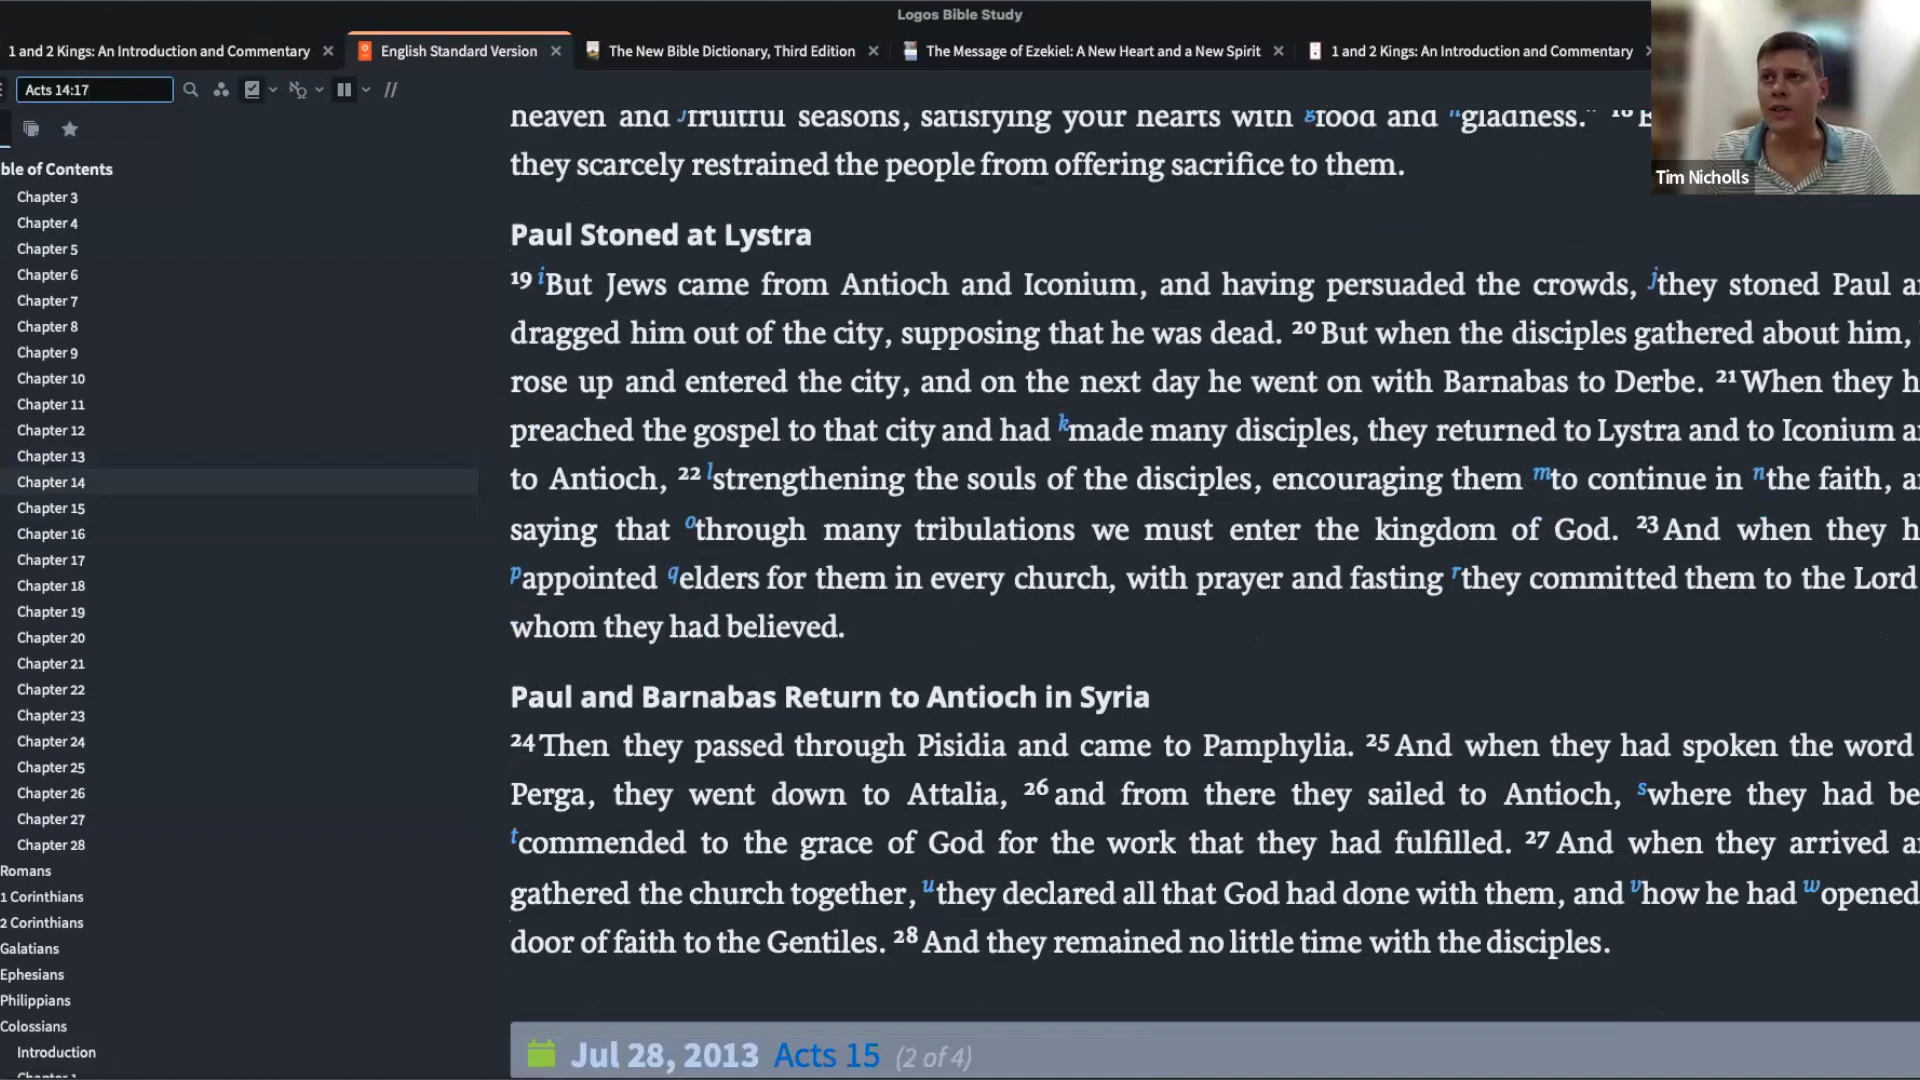 Logos Bible Study
1 and 2 Kings: An Introduction and Commentary
English Standard Version
The New Bible Dictionary, Third Edition
The Message of Ezekiel: A New Heart and a New Spirit
1 and 2 Kings: An Introduction and Commentary
Acts 14:17
Tim Nicholls
ble of Contents
Chapter 3
Chapter 4
Chapter 5
Chapter 6
Chapter 7
Chapter 8
Chapter 9
Chapter 10
Chapter 11
Chapter 12
Chapter 13
Chapter 14
Chapter 15
Chapter 16
Chapter 17
Chapter 18
Chapter 19
Chapter 20
Chapter 21
Chapter 22
Chapter 23
Chapter 24
Chapter 25
Chapter 26
Chapter 27
Chapter 28
Romans
1 Corinthians
2 Corinthians
Galatians
Ephesians
Philippians
Colossians
Introduction
Chapter 1
heaven and fruitful seasons, satisfying your hearts with g food and h gladness.” 18 E
they scarcely restrained the people from offering sacrifice to them.
Paul Stoned at Lystra
19 i But Jews came from Antioch and Iconium, and having persuaded the crowds, j they stoned Paul a
dragged him out of the city, supposing that he was dead. 20 But when the disciples gathered about him,
rose up and entered the city, and on the next day he went on with Barnabas to Derbe. 21 When they h
preached the gospel to that city and had k made many disciples, they returned to Lystra and to Iconium a
to Antioch, 22 l strengthening the souls of the disciples, encouraging them m to continue in n the faith, a
saying that o through many tribulations we must enter the kingdom of God. 23 And when they h
p appointed q elders for them in every church, with prayer and fasting r they committed them to the Lord
whom they had believed.
Paul and Barnabas Return to Antioch in Syria
24 Then they passed through Pisidia and came to Pamphylia. 25 And when they had spoken the word
Perga, they went down to Attalia, 26 and from there they sailed to Antioch, s where they had be
t commended to the grace of God for the work that they had fulfilled. 27 And when they arrived a
gathered the church together, u they declared all that God had done with them, and v how he had w opened
door of faith to the Gentiles. 28 And they remained no little time with the disciples.
Jul 28, 2013 Acts 15 (2 of 4)